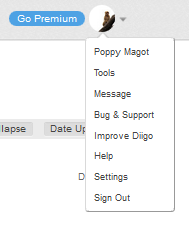 Go Premium
Poppy Magot
Tools
Message
Bug & Support
lapse Date Up
Improve Diigo
Help
D
Settings
Sign Out